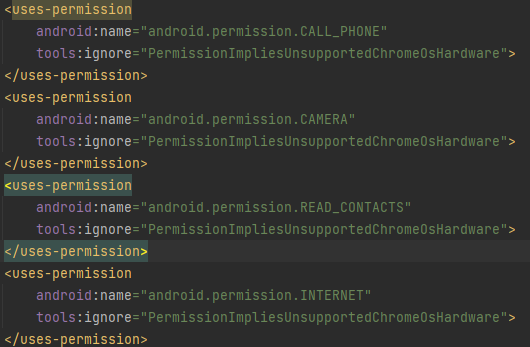 <uses-permission
android:name="android.permission.CALL_PHONE"
tools:ignore="PermissionImpliesUnsupportedChromeOsHardware">
</uses-permission>
<uses-permission
android:name="android.permission.CAMERA"
tools:ignore="PermissionImpliesUnsupportedChromeOsHardware">
</uses-permission>
<uses-permission
android:name="android.permission.READ_CONTACTS"
tools:ignore="PermissionImpliesUnsupportedChromeOsHardware">
</uses-permission>
<uses-permission
android:name="android.permission.INTERNET"
tools:ignore="PermissionImpliesUnsupportedChromeOsHardware">
</uses-permission>